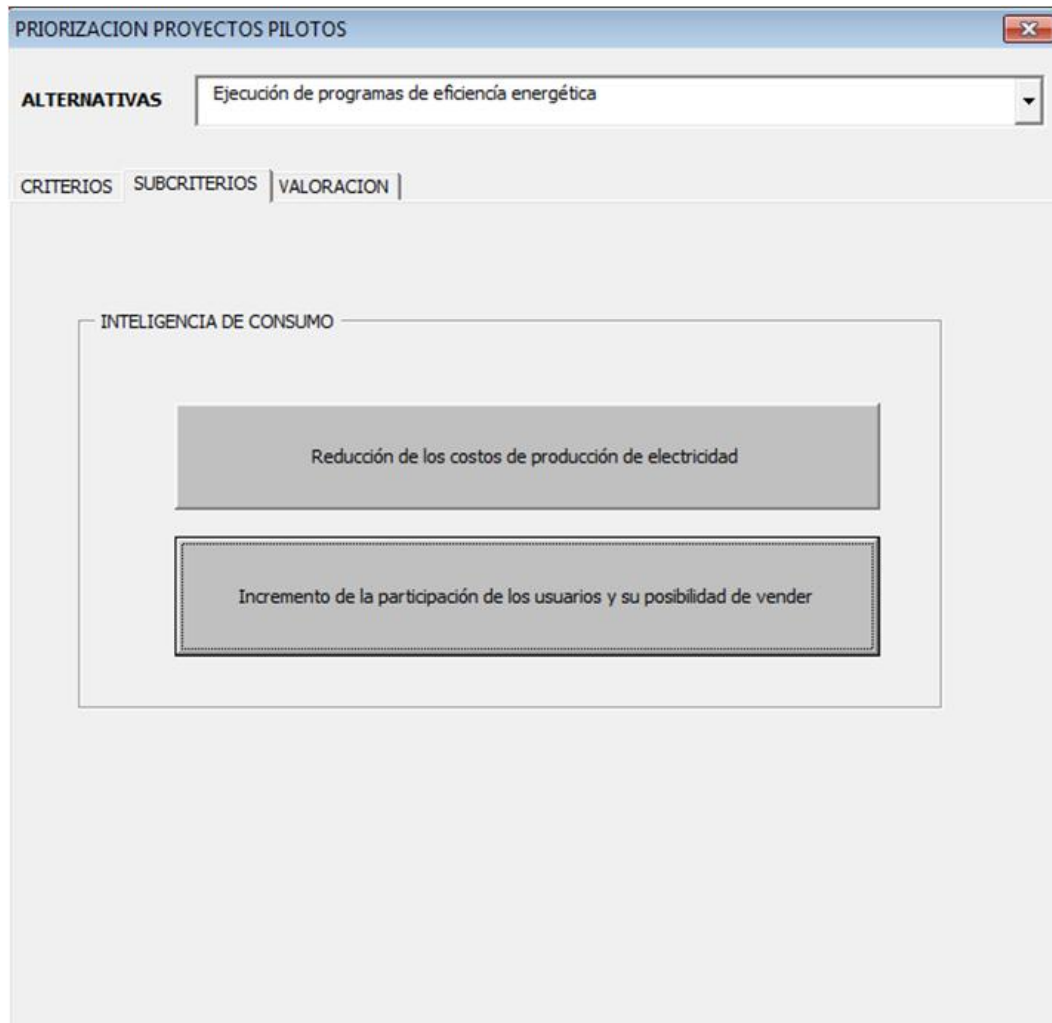 PRIORIZACION PROYECTOS PILOTOS
ALTERNATIVAS
Ejecución de programas de eficiencía energética
CRITERIOS
SUBCRITERIOS
VALORACION
INTELIGENCIA DE CONSUMO
Reducción de los costos de producción de electricidad
Incremento de la participación de los usuarios y su posibilidad de vender